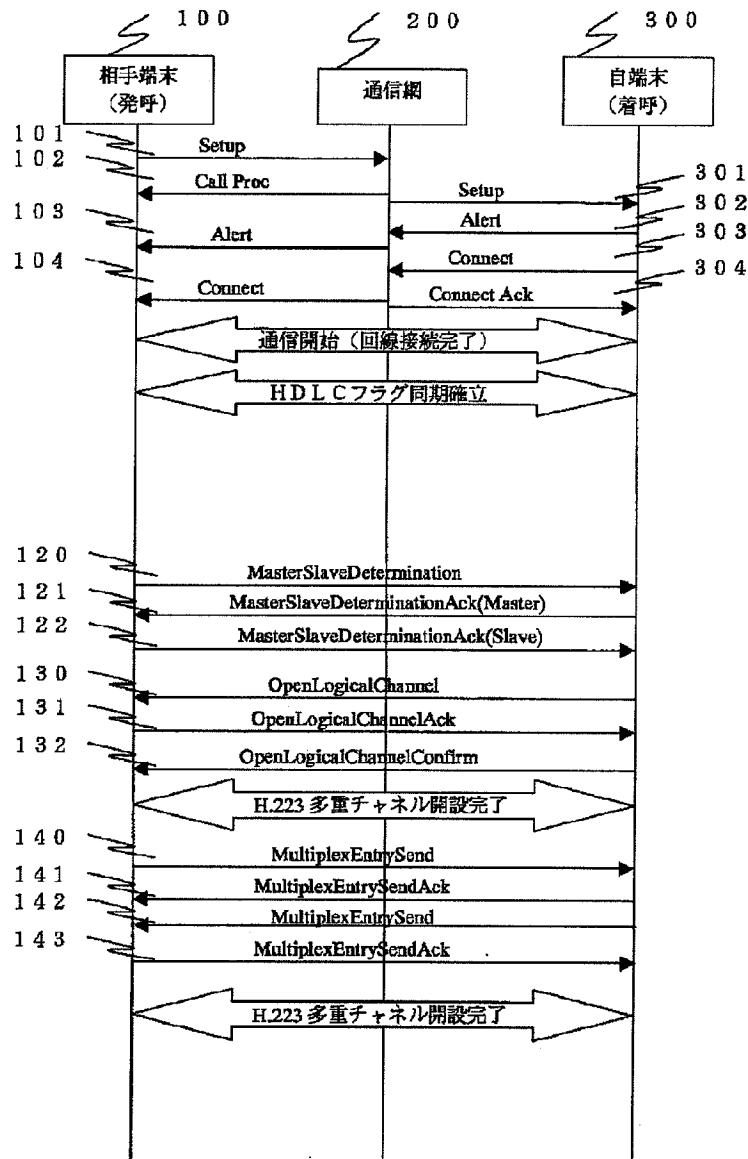 100
200
300
相手端末
(発呼)
通信網
自端末
(着呼)
101
Setup
102
Call Proc
301
Setup
302
103
Alert
Alert
303
104
Connect
304
Connect
Connect Ack
通信開始(回線接続完了)
HDLCフラグ同期確立
120
MasterSlaveDetermination
121
MasterSlaveDeterminationAck(Master)
122
MasterSlaveDeterminationAck(Slave)
130
OpenLogicalChannel
131
OpenLogicalChannelAck
132
OpenLogicalChannelConfirm
H.223 多重チャネル開設完了
140
MultiplexEntrySend
141
MultiplexEntrySendAck
142
MultiplexEntrySend
143
MultiplexEntrySendAck
H.223 多重チャネル開設完了